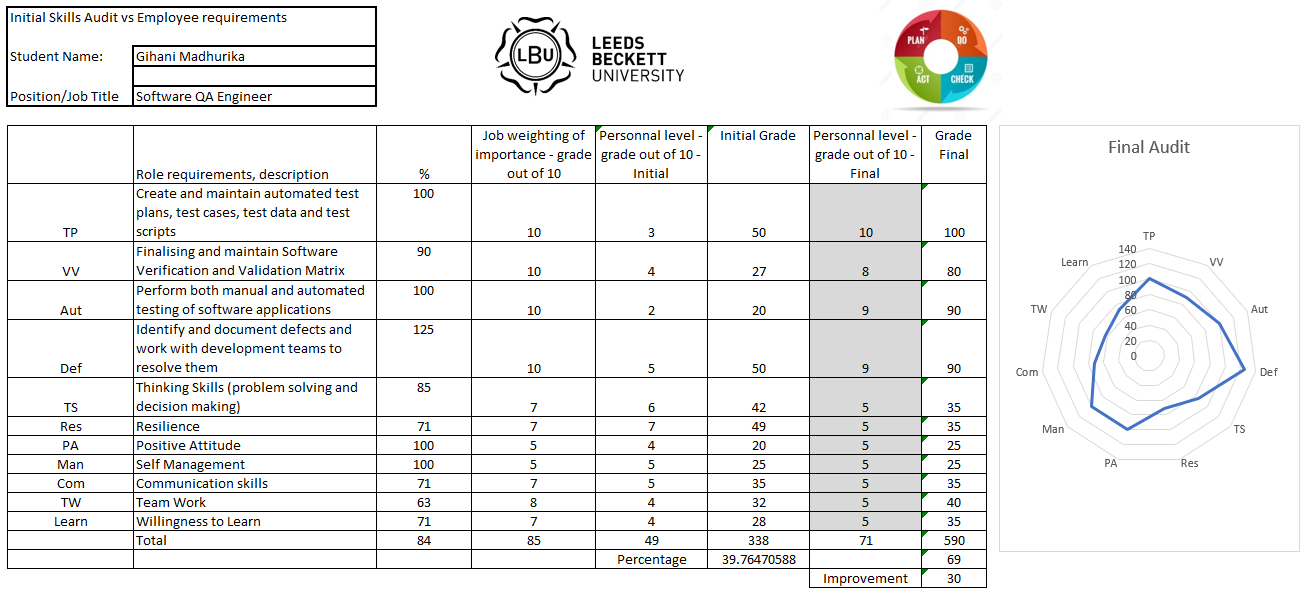 Initial Skills Audit vs Employee requirements
Student Name: Gihani Madhurika
Position/Job Title Software QA Engineer
LBU
LEEDS
BECKETT
UNIVERSITY
PLAN DO
ACT CHECK
Role requirements, description % Job weighting of importance - grade out of 10 Personnal level - grade out of 10 - Initial Initial Grade Personnal level - grade out of 10 - Final Grade Final
TP Create and maintain automated test plans, test cases, test data and test scripts 100 10 3 50 10 100
VV Finalising and maintain Software Verification and Validation Matrix 90 10 4 27 8 80
Aut Perform both manual and automated testing of software applications 100 10 2 20 9 90
Def Identify and document defects and work with development teams to resolve them 125 10 5 50 9 90
TS Thinking Skills (problem solving and decision making) 85 7 6 42 5 35
Res Resilience 71 7 7 49 5 35
PA Positive Attitude 100 5 4 20 5 25
Man Self Management 100 5 5 25 5 25
Com Communication skills 71 7 5 35 5 35
TW Team Work 63 8 4 32 5 40
Learn Willingness to Learn 71 7 4 28 5 35
Total 84 85 49 338 71 590
Percentage 39.76470588 69
Improvement 30
Final Audit
TP
VV
Aut
Def
TS
Res
PA
Man
Com
TW
Learn
140
120
100
80
60
40
20
0